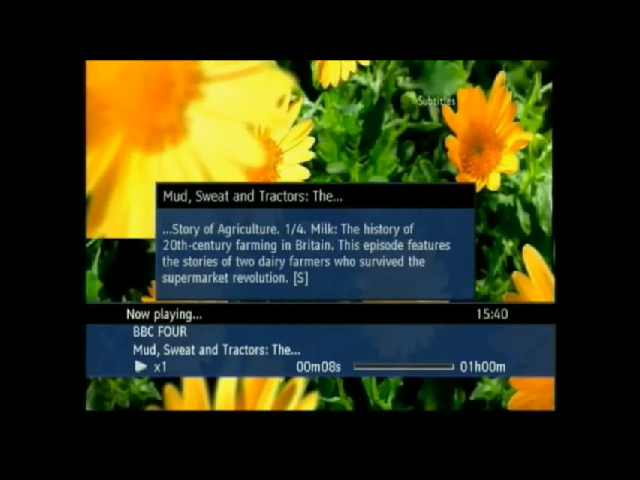 Subtitles
Mud, Sweat and Tractors: The...
...Story of Agriculture. 1/4. Milk: The history of
20th-century farming in Britain. This episode features
the stories of two dairy farmers who survived the
supermarket revolution. [S]
Now playing... 15:40
BBC FOUR
Mud, Sweat and Tractors: The...
x1 00m08s 01h00m